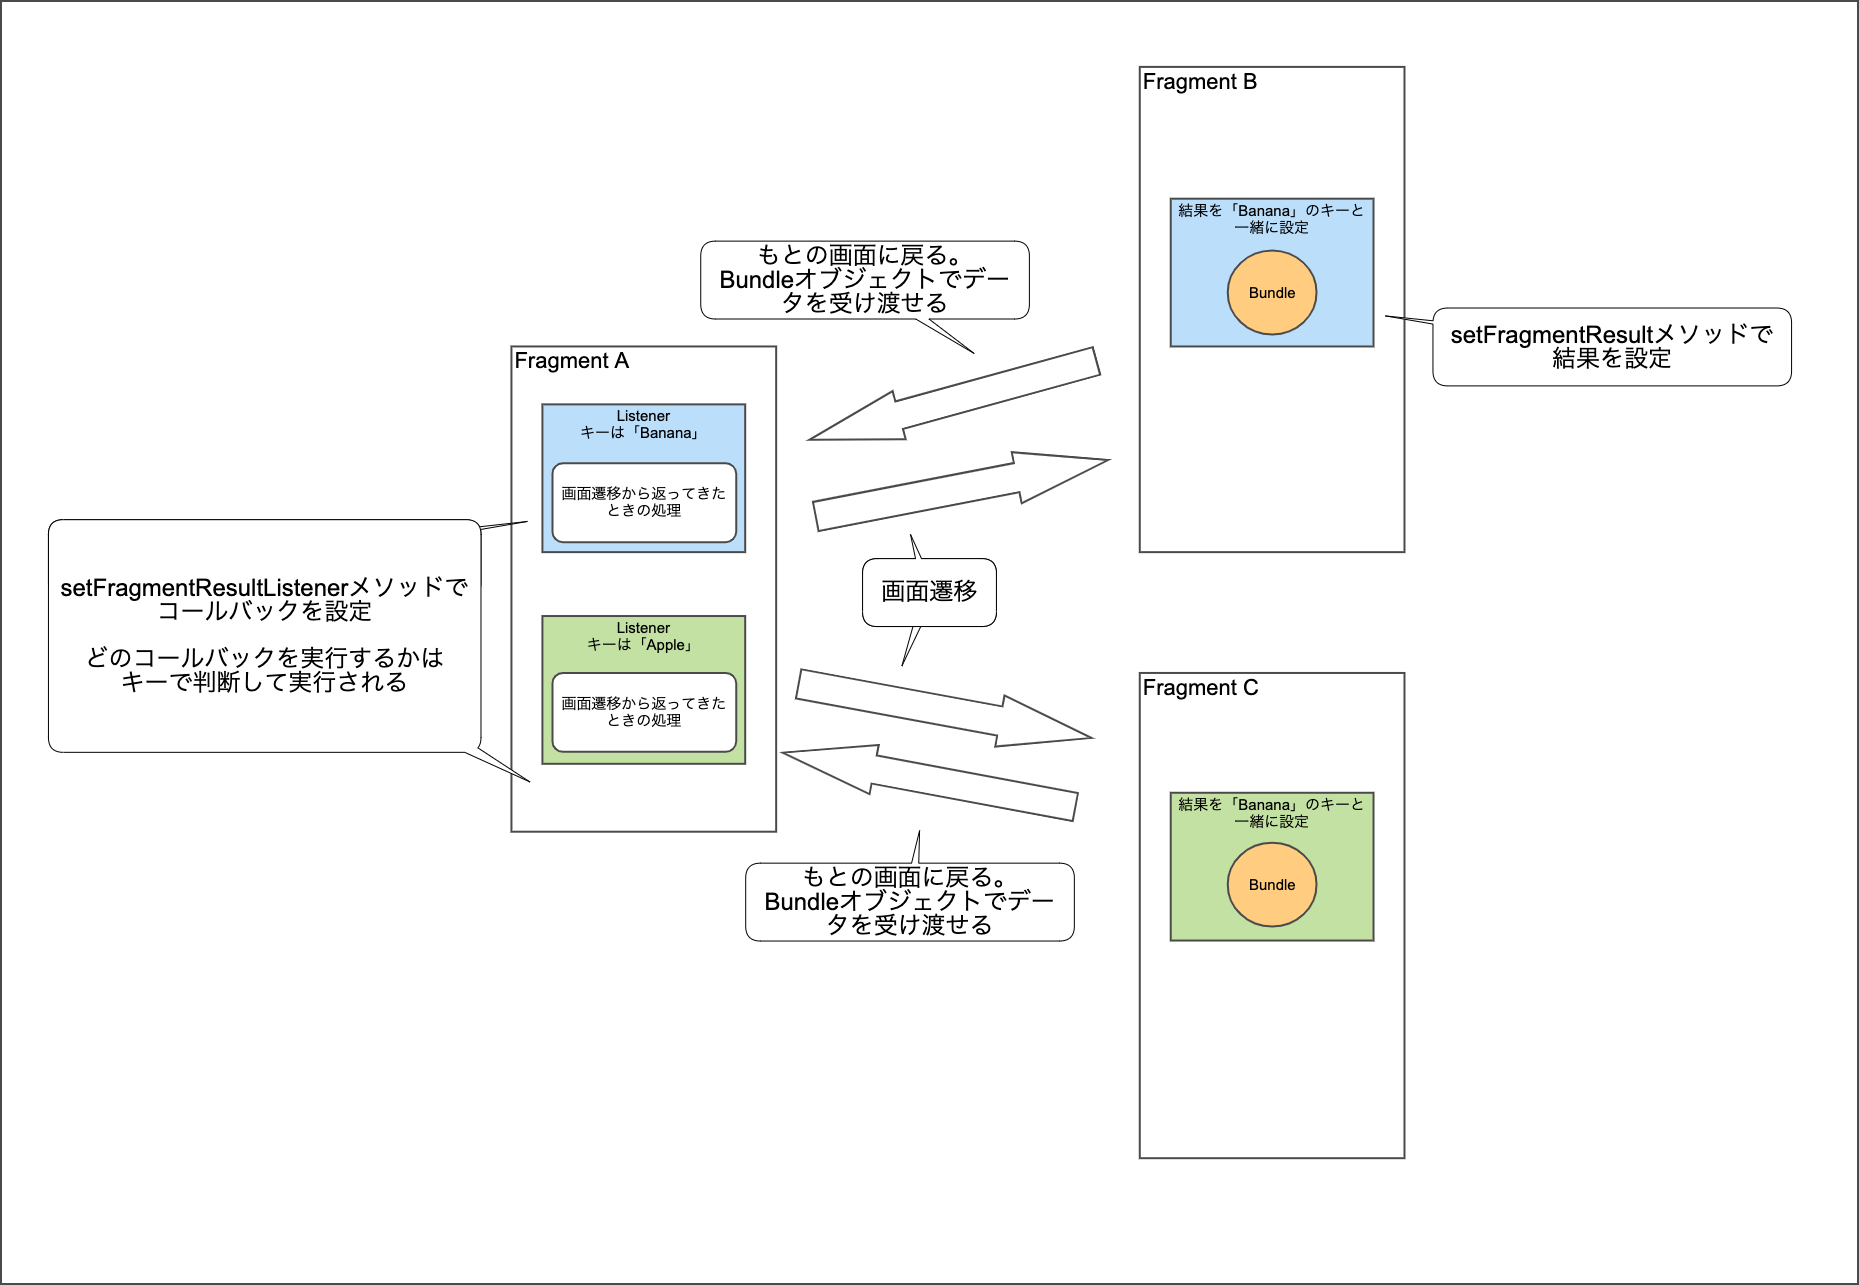 Fragment B
結果を「Banana」のキーと
一緒に設定
Bundle
もとの画面に戻る。
Bundleオブジェクトでデー
タを受け渡せる
setFragmentResultメソッドで
結果を設定
Fragment A
Listener
キーは「Banana」
画面遷移から返ってきた
ときの処理
setFragmentResultListenerメソッドで
コールバックを設定
どのコールバックを実行するかは
キーで判断して実行される
画面遷移
Listener
キーは「Apple」
画面遷移から返ってきた
ときの処理
Fragment C
結果を「Banana」のキーと
一緒に設定
Bundle
もとの画面に戻る。
Bundleオブジェクトでデー
タを受け渡せる